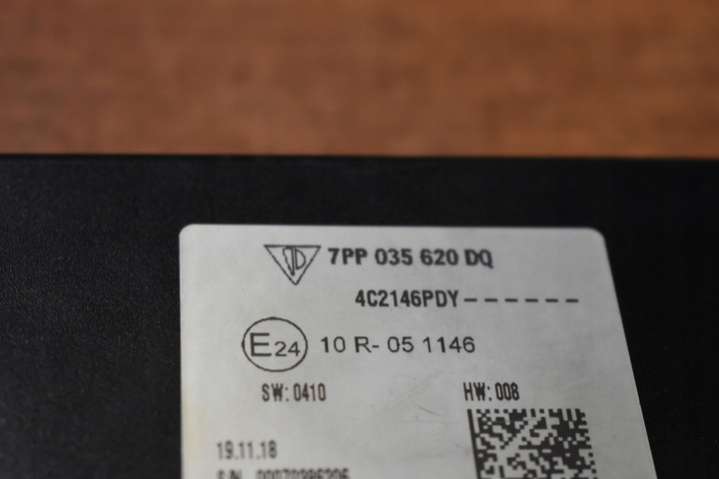 7PP 035 620 DQ
4C2146PDY------
E24 10 R- 05 1146
SW: 0410 HW: 008
19.11.18